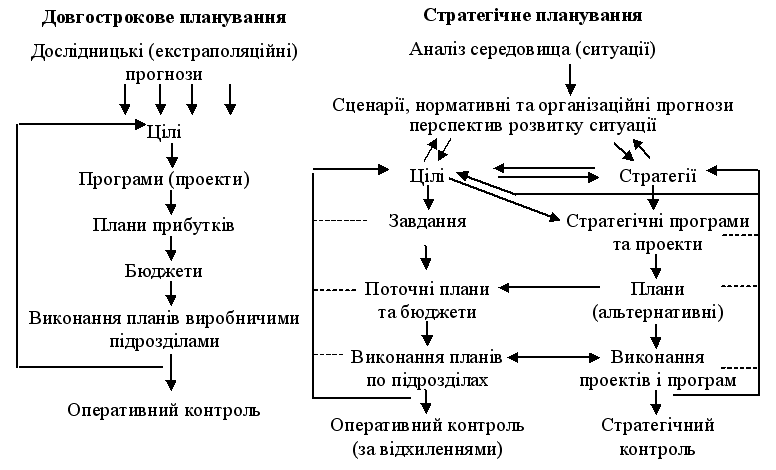 Довгострокове планування
Дослідницькі (екстраполяційні)
прогнози
Цілі
Програми (проекти)
Плани прибутків
Бюджети
Виконання планів виробничими
підрозділами
Оперативний контроль
Стратегічне планування
Аналіз середовища (ситуації)
Сценарії, нормативні та організаційні прогнози
перспектив розвитку ситуації
Цілі
Стратегії
Завдання
Стратегічні програми
та проекти
Поточні плани
та бюджети
Плани
(альтернативні)
Виконання планів
по підрозділах
Виконання
проектів і програм
Оперативний контроль
(за відхиленнями)
Стратегічний
контроль